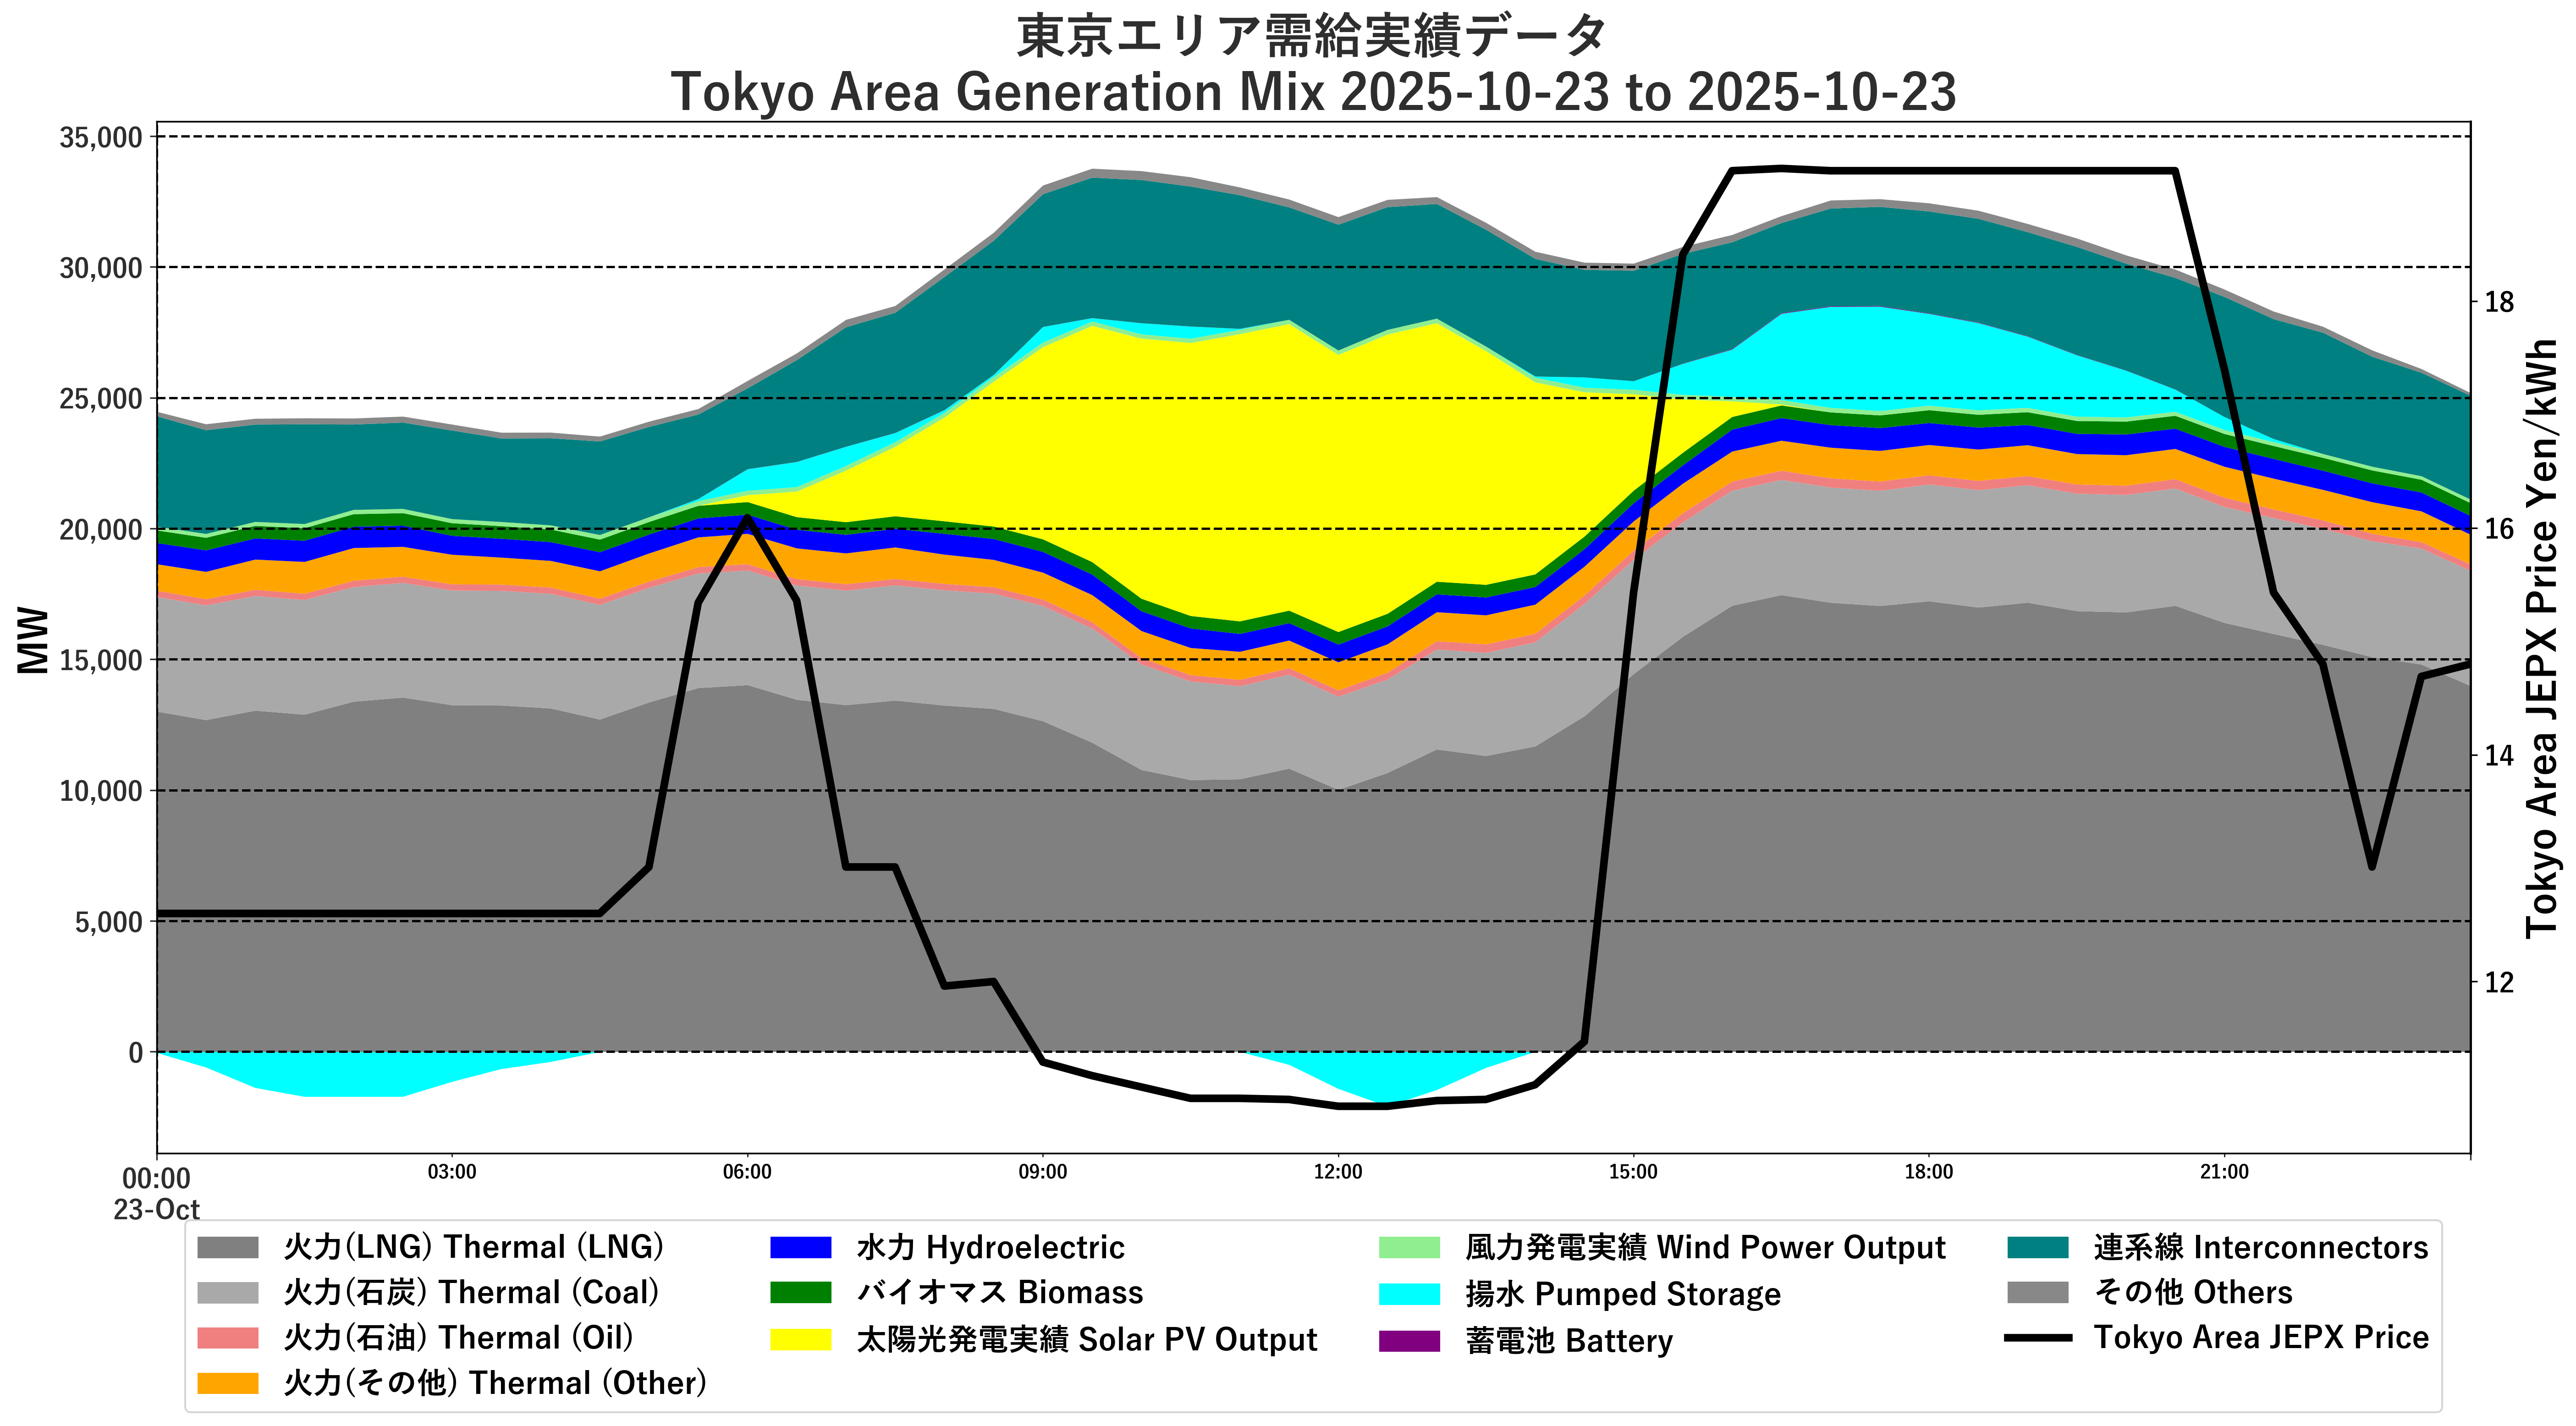 東京エリア需給実績データ
Tokyo Area Generation Mix 2025-10-23 to 2025-10-23
MW
35,000
30,000
25,000
20,000
15,000
10,000
5,000
0
Tokyo Area JEPX Price Yen/kWh
18
16
14
12
00:00
23-Oct
03:00
06:00
09:00
12:00
15:00
18:00
21:00
火力(LNG) Thermal (LNG)
火力(石炭) Thermal (Coal)
火力(石油) Thermal (Oil)
火力(その他) Thermal (Other)
水力 Hydroelectric
バイオマス Biomass
太陽光発電実績 Solar PV Output
風力発電実績 Wind Power Output
揚水 Pumped Storage
蓄電池 Battery
連系線 Interconnectors
その他 Others
Tokyo Area JEPX Price